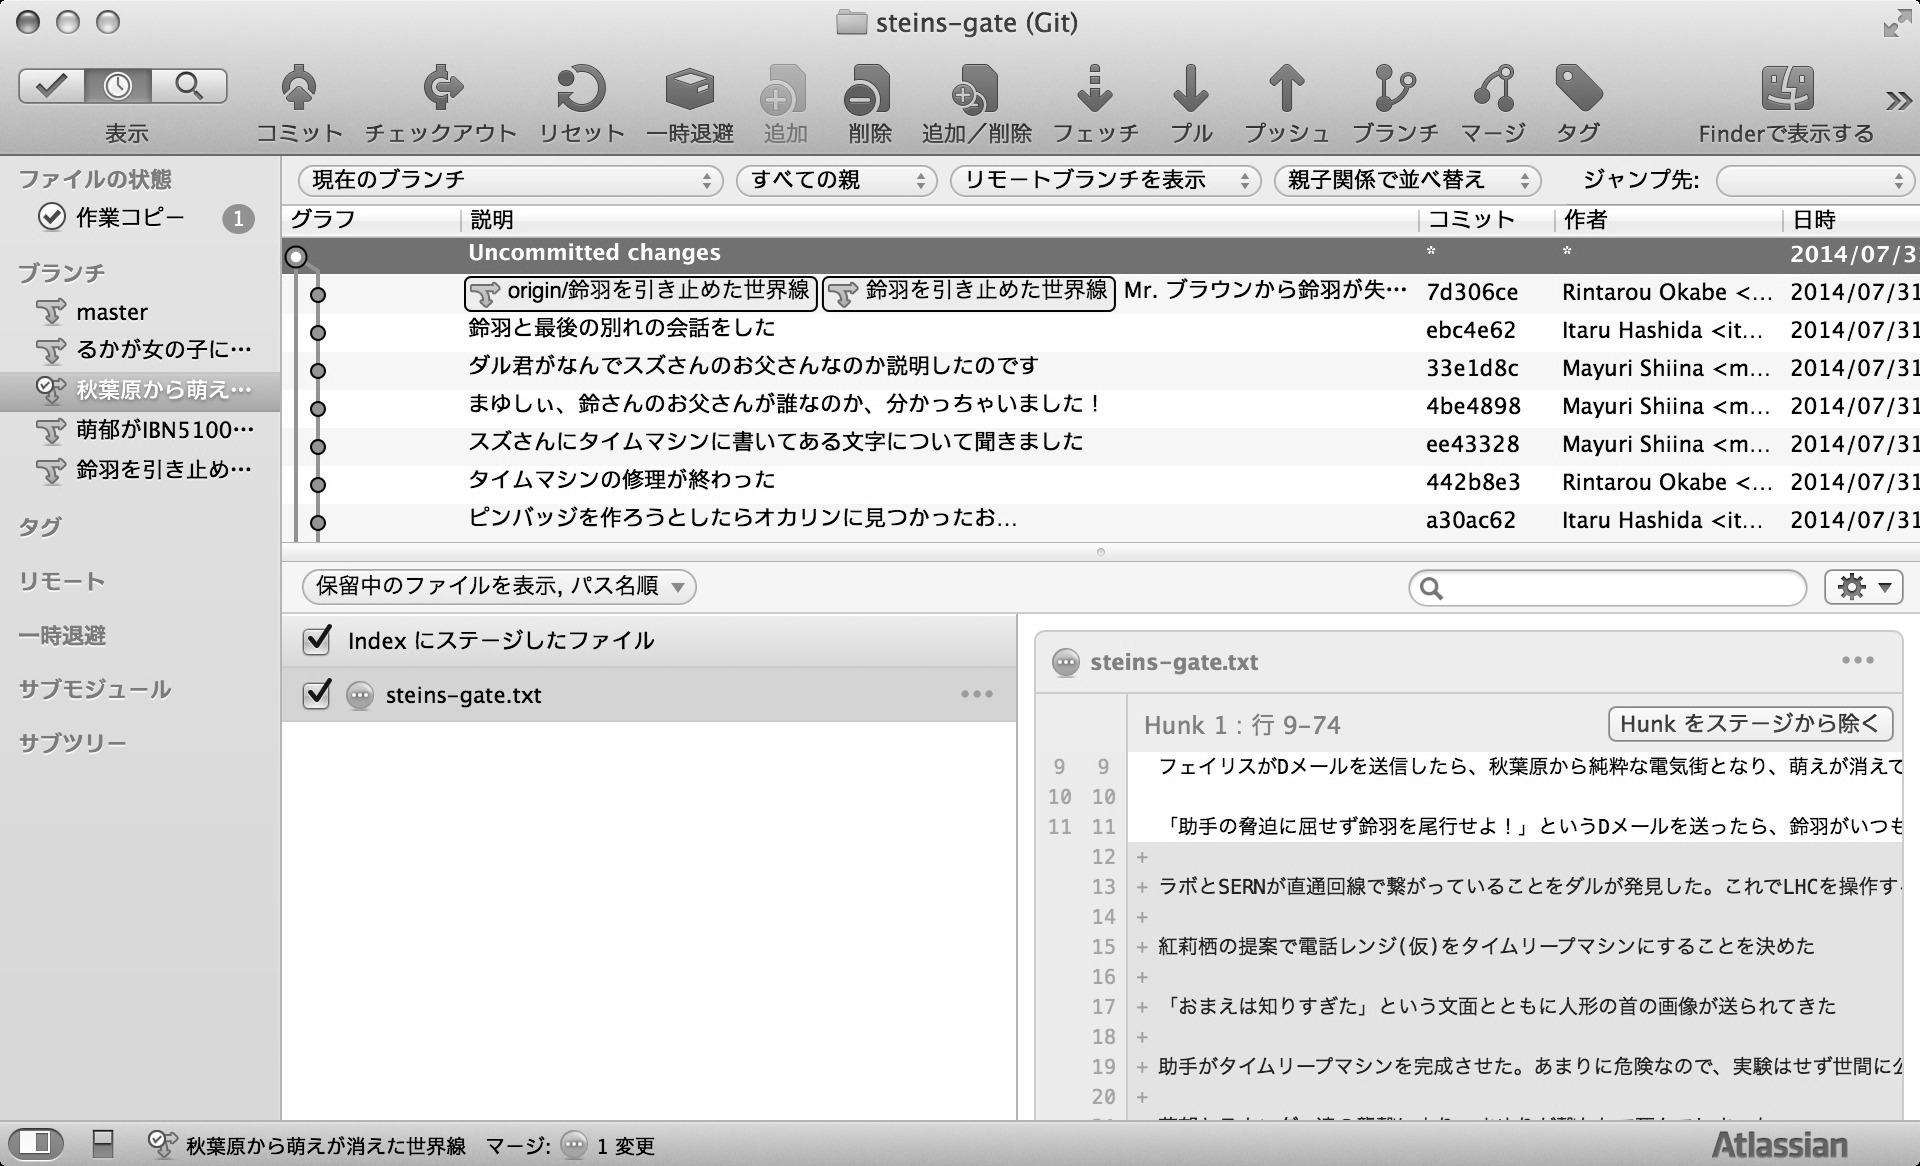 steins-gate (Git)
表示 コミット チェックアウト リセット 一時退避 追加 削除 追加／削除 フェッチ プル プッシュ ブランチ マージ タグ Finderで表示する
ファイルの状態
作業コピー 1
ブランチ
master
るかが女の子に…
秋葉原から萌え…
萌郁がIBN5100…
鈴羽を引き止め…
タグ
リモート
一時退避
サブモジュール
サブツリー
現在のブランチ すべての親 リモートブランチを表示 親子関係で並べ替え ジャンプ先:
グラフ 説明 コミット 作者 日時
Uncommitted changes * * 2014/07/3
origin/鈴羽を引き止めた世界線 鈴羽を引き止めた世界線 Mr. ブラウンから鈴羽が失… 7d306ce Rintarou Okabe <... 2014/07/31
鈴羽と最後の別れの会話をした ebc4e62 Itaru Hashida <it... 2014/07/31
ダル君がなんでスズさんのお父さんなのか説明したのです 33e1d8c Mayuri Shiina <m... 2014/07/31
まゆしぃ、鈴さんのお父さんが誰なのか、分かっちゃいました！ 4be4898 Mayuri Shiina <m... 2014/07/31
スズさんにタイムマシンに書いてある文字について聞きました ee43328 Mayuri Shiina <m... 2014/07/31
タイムマシンの修理が終わった 442b8e3 Rintarou Okabe <... 2014/07/31
ピンバッジを作ろうとしたらオカリンに見つかったお... a30ac62 Itaru Hashida <it... 2014/07/31
保留中のファイルを表示, パス名順
Index にステージしたファイル
steins-gate.txt
steins-gate.txt
Hunk 1 : 行 9-74 Hunk をステージから除く
9 9 フェイリスがDメールを送信したら、秋葉原から純粋な電気街となり、萌えが消えて
10 10
11 11 「助手の脅迫に屈せず鈴羽を尾行せよ！」というDメールを送ったら、鈴羽がいつも
12 +
13 + ラボとSERNが直通回線で繋がっていることをダルが発見した。これでLHCを操作す
14 +
15 + 紅莉栖の提案で電話レンジ(仮)をタイムリープマシンにすることを決めた
16 +
17 + 「おまえは知りすぎた」という文面とともに人形の首の画像が送られてきた
18 +
19 + 助手がタイムリープマシンを完成させた。あまりに危険なので、実験はせず世間に公
20 +
秋葉原から萌えが消えた世界線 マージ: 1 変更
Atlassian